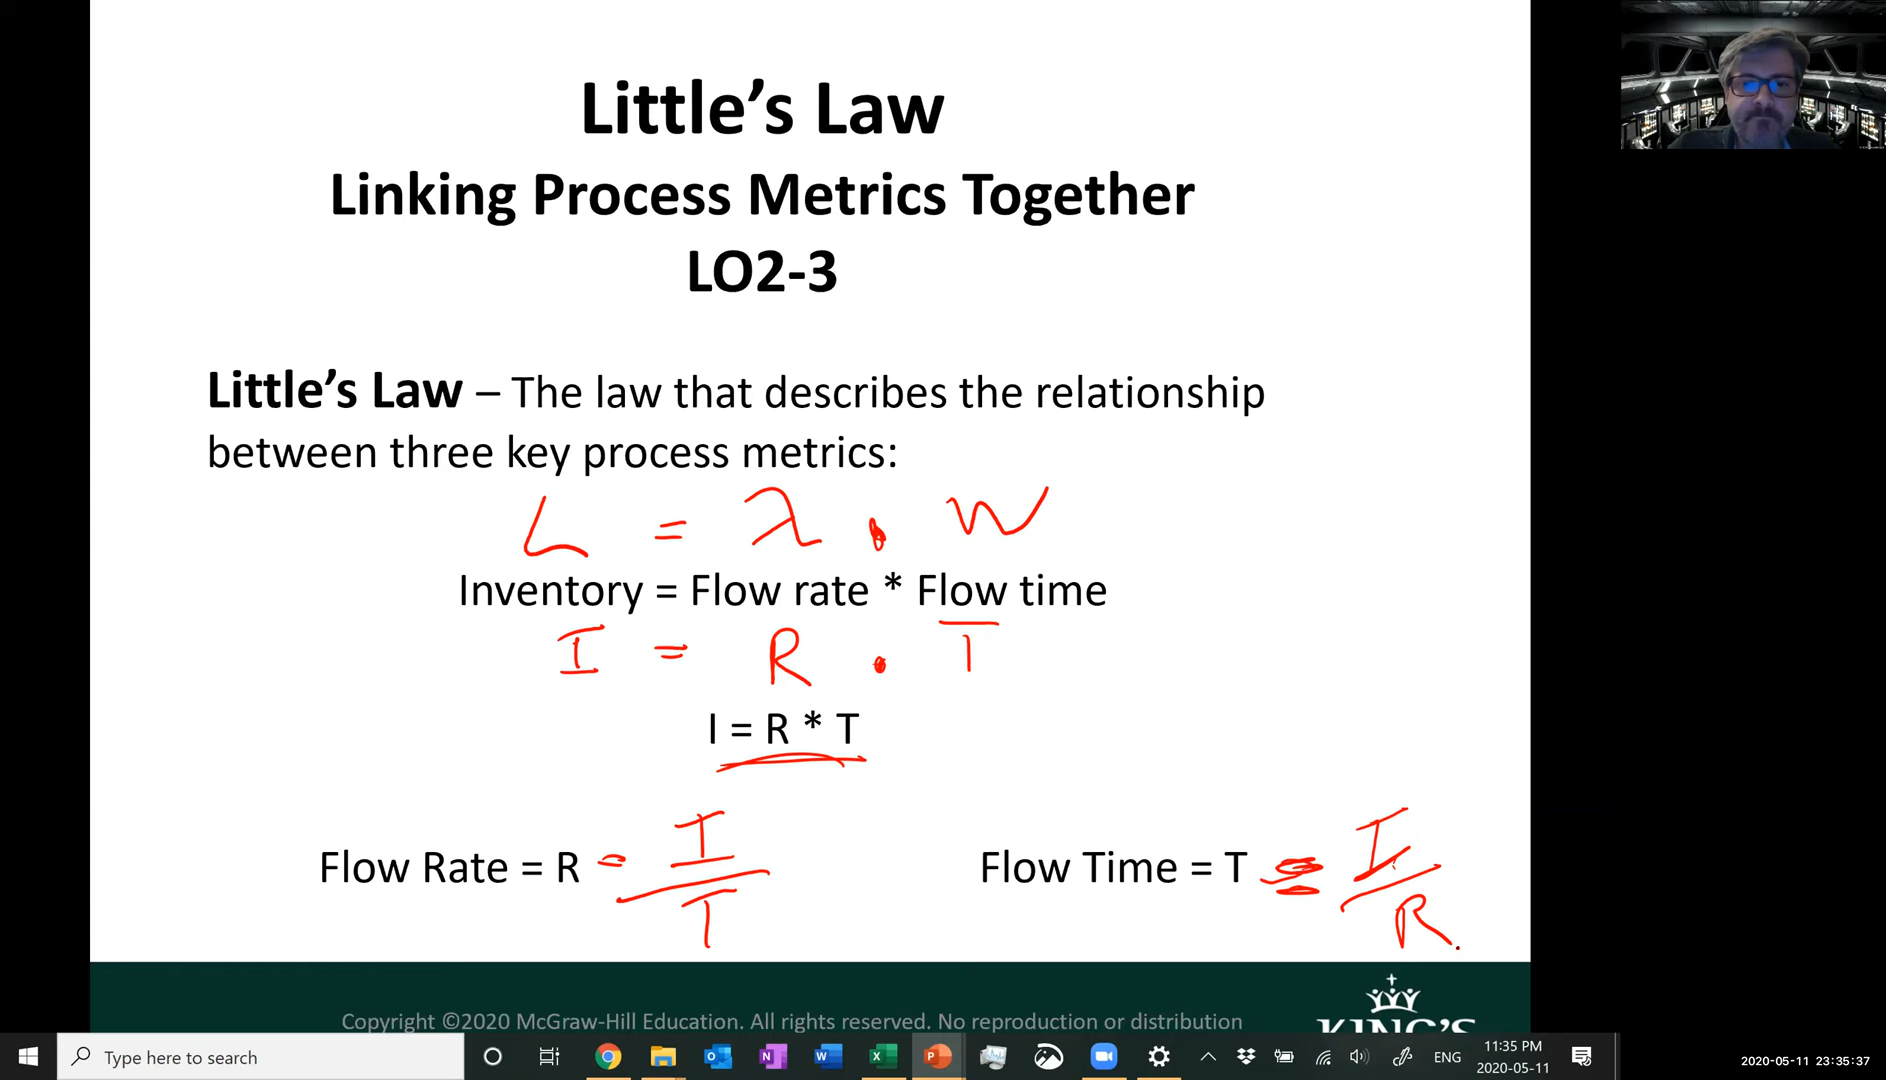 Little's Law
Linking Process Metrics Together
LO2-3
Little's Law – The law that describes the relationship
between three key process metrics:
L = λ • W
Inventory = Flow rate * Flow time
I = R • T
I = R * T
Flow Rate = R = I / T
Flow Time = T = I / R
Copyright ©2020 McGraw-Hill Education. All rights reserved. No reproduction or distribution
KING'S
Type here to search
ENG
11:35 PM
2020-05-11
2020-05-11 23:35:37